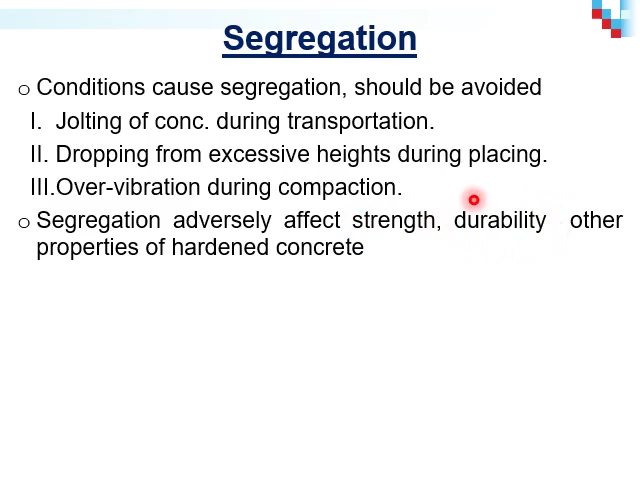 Segregation
o Conditions cause segregation, should be avoided
I. Jolting of conc. during transportation.
II. Dropping from excessive heights during placing.
III.Over-vibration during compaction.
o Segregation adversely affect strength, durability other
properties of hardened concrete